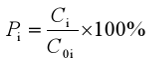 P_i = C_i / C_0i × 100%